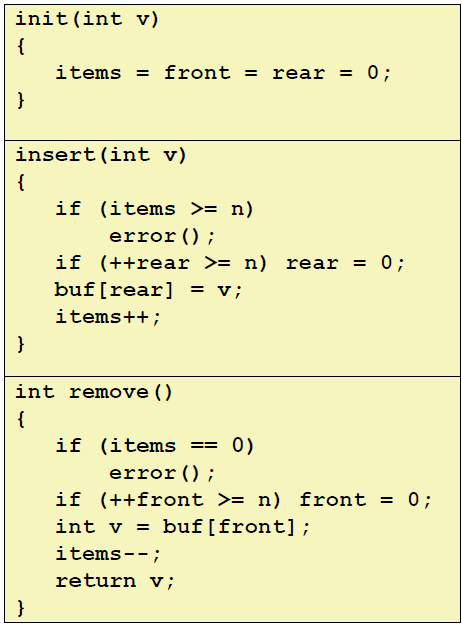 init(int v)
{
   items = front = rear = 0;
}
insert(int v)
{
   if (items >= n)
       error();
   if (++rear >= n) rear = 0;
   buf[rear] = v;
   items++;
}
int remove()
{
   if (items == 0)
       error();
   if (++front >= n) front = 0;
   int v = buf[front];
   items--;
   return v;
}